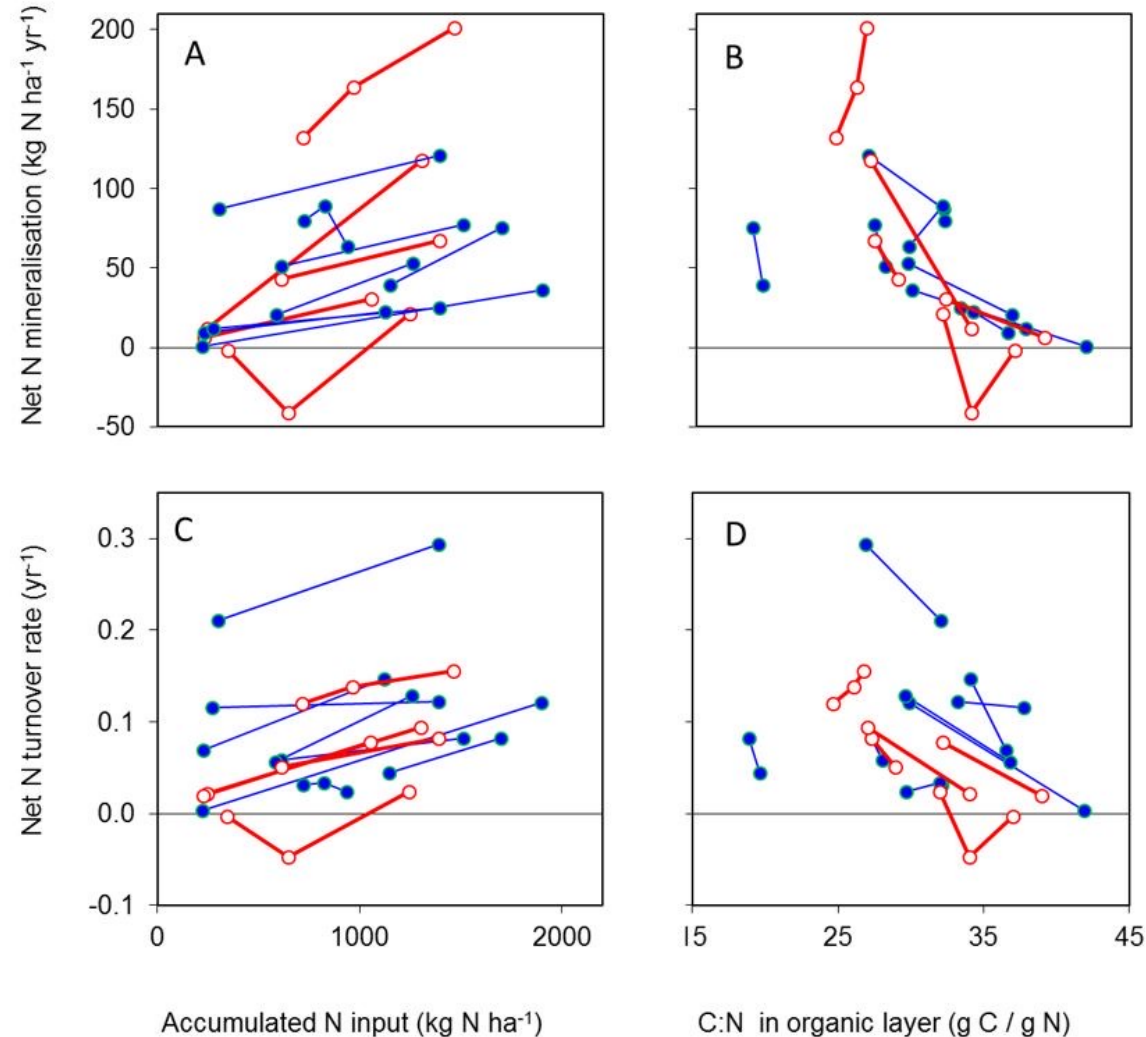 Net N mineralisation (kg N ha⁻¹ yr⁻¹)
200
150
100
50
0
-50
A
B
Net N turnover rate (yr⁻¹)
0.3
0.2
0.1
0.0
-0.1
C
D
0
1000
2000
15
25
35
45
Accumulated N input (kg N ha⁻¹)
C:N in organic layer (g C / g N)